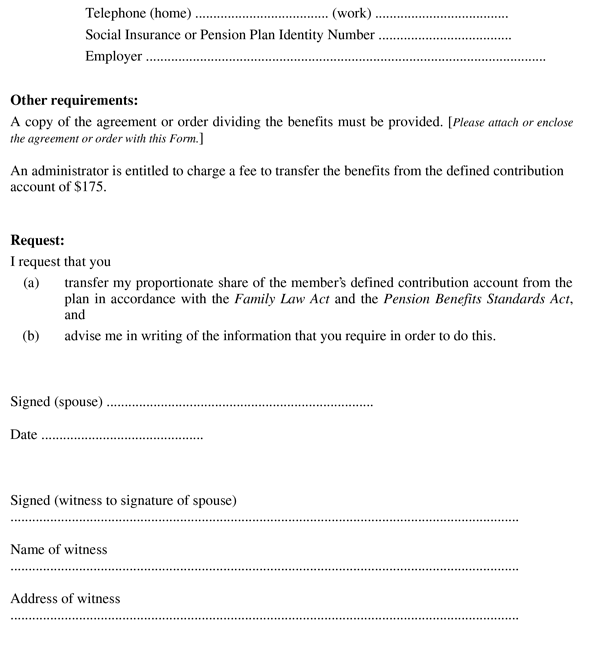 Telephone (home) ..................................... (work) .....................................
Social Insurance or Pension Plan Identity Number .....................................
Employer ...............................................................................................................
Other requirements:
A copy of the agreement or order dividing the benefits must be provided. [Please attach or enclose
the agreement or order with this Form.]
An administrator is entitled to charge a fee to transfer the benefits from the defined contribution
account of $175.
Request:
I request that you
(a) transfer my proportionate share of the member's defined contribution account from the
plan in accordance with the Family Law Act and the Pension Benefits Standards Act,
and
(b) advise me in writing of the information that you require in order to do this.
Signed (spouse) ..........................................................................
Date .............................................
Signed (witness to signature of spouse)
.............................................................................................................................................
Name of witness
.............................................................................................................................................
Address of witness
.............................................................................................................................................